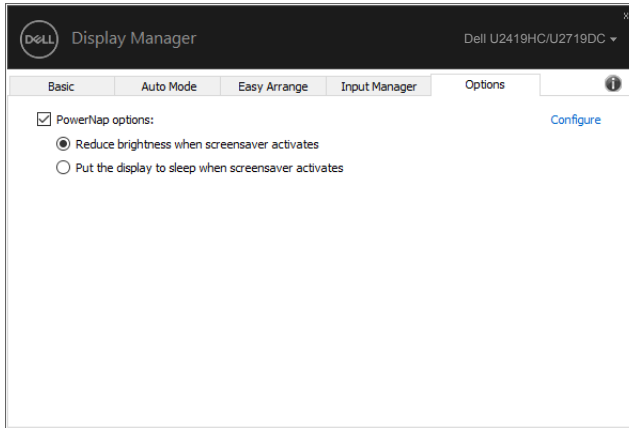 DELL Display Manager Dell U2419HC/U2719DC
x
Basic Auto Mode Easy Arrange Input Manager Options i
PowerNap options: Configure
Reduce brightness when screensaver activates
Put the display to sleep when screensaver activates